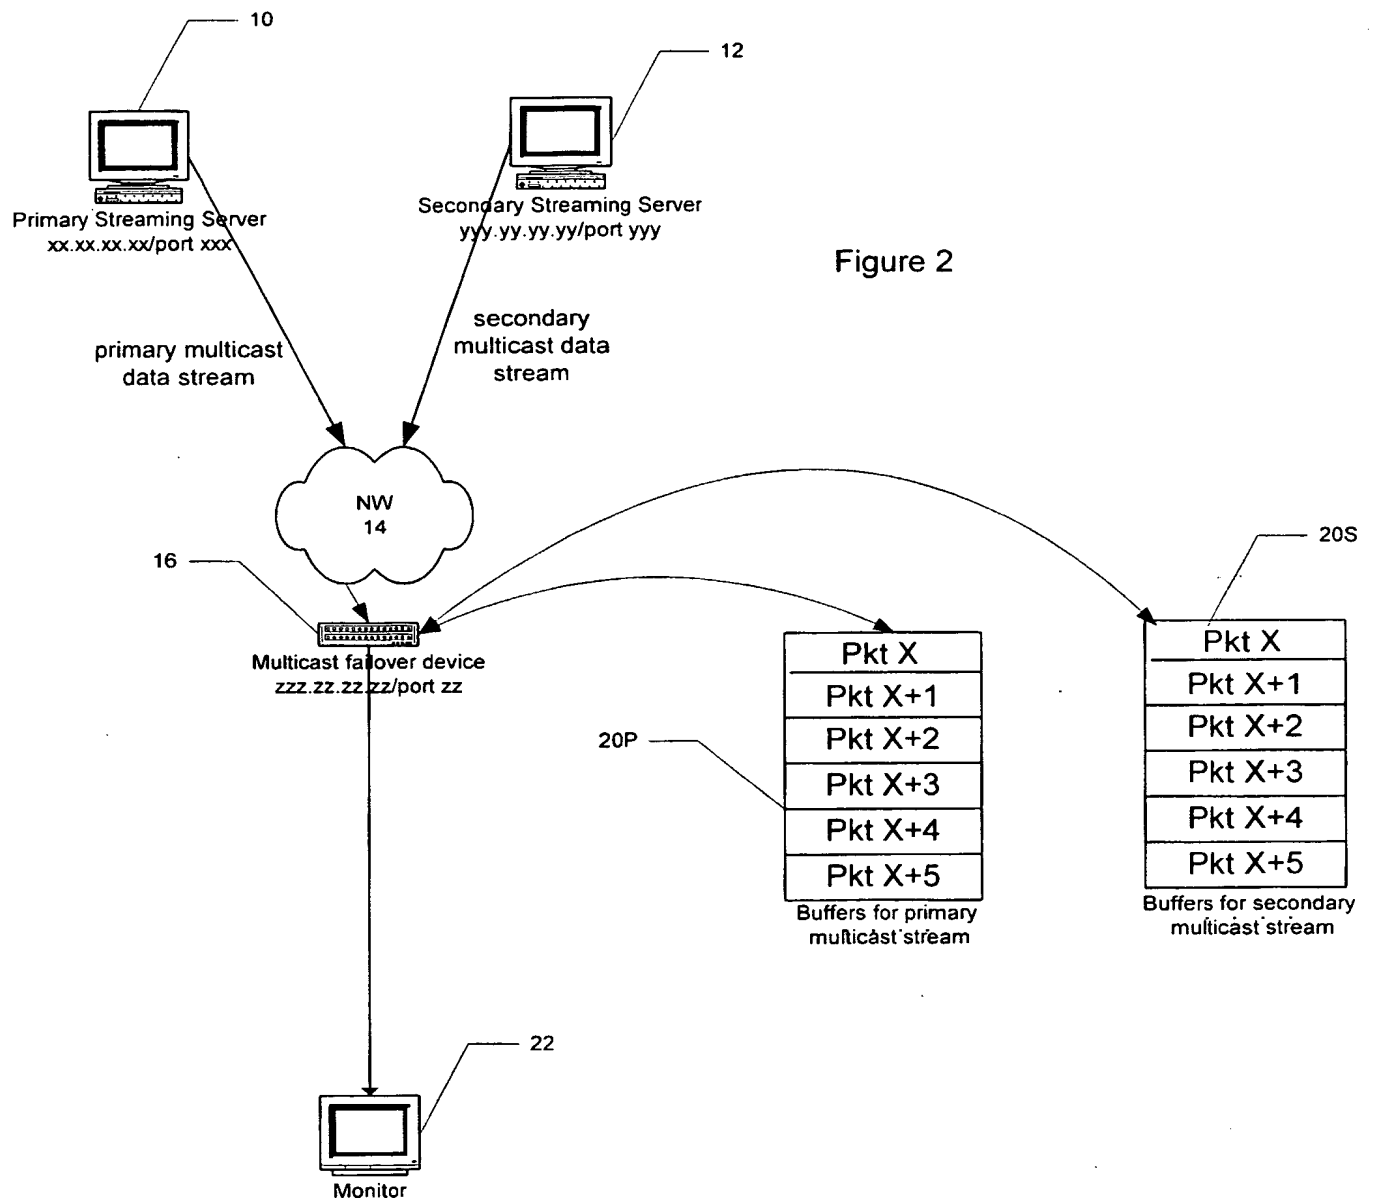 10
12
Primary Streaming Server
xx.xx.xx.xx/port xxx
Secondary Streaming Server
yyy.yy.yy.yy/port yyy
Figure 2
primary multicast
data stream
secondary
multicast data
stream
NW
14
16
20S
Multicast failover device
zzz.zz.zz.zz/port zz
20P
Pkt X
Pkt X+1
Pkt X+2
Pkt X+3
Pkt X+4
Pkt X+5
Buffers for primary
multicast stream
Pkt X
Pkt X+1
Pkt X+2
Pkt X+3
Pkt X+4
Pkt X+5
Buffers for secondary
multicast stream
22
Monitor